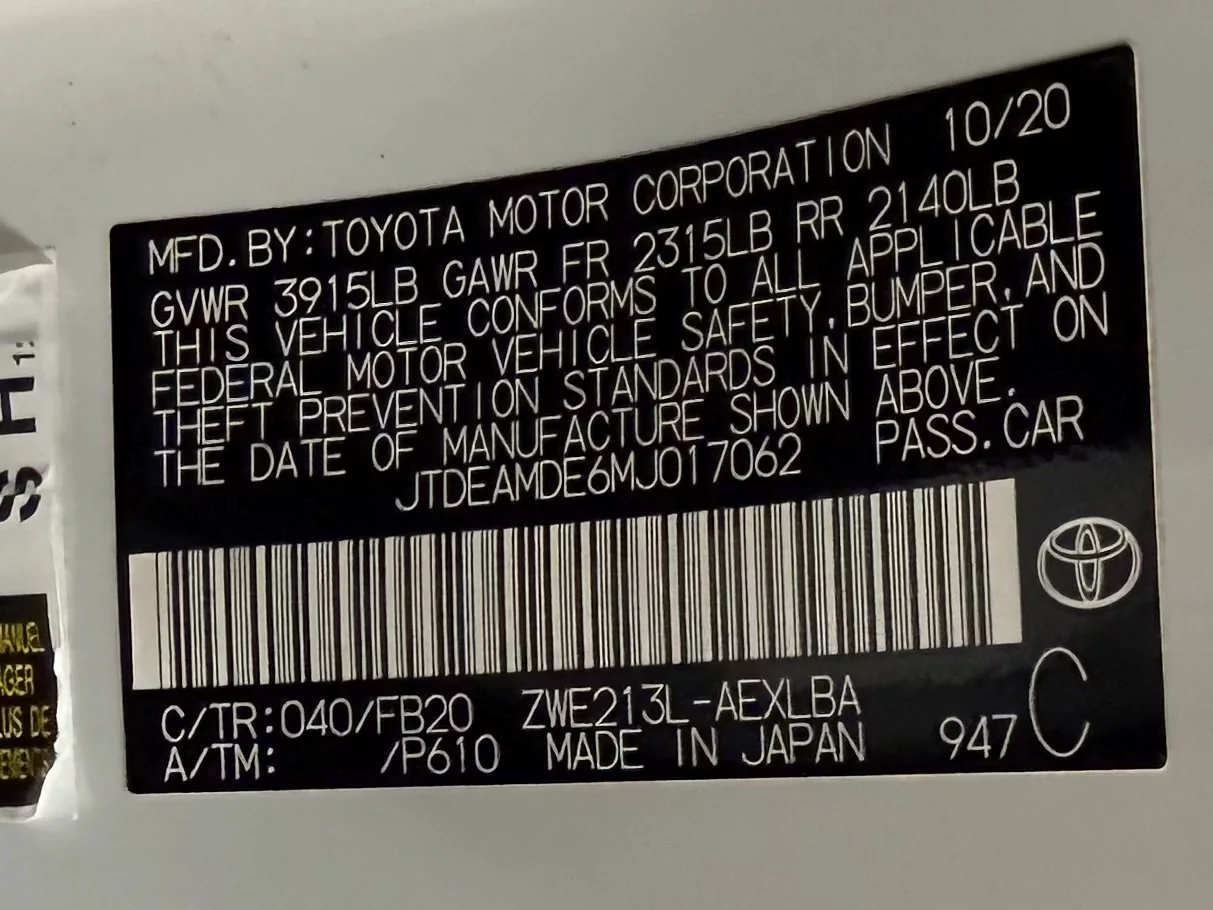 MFD. BY: TOYOTA MOTOR CORPORATION 10/20
GVWR 3915LB GAWR FR 2315LB RR 2140LB
THIS VEHICLE CONFORMS TO ALL APPLICABLE
FEDERAL MOTOR VEHICLE SAFETY, BUMPER, AND
THEFT PREVENTION STANDARDS IN EFFECT ON
THE DATE OF MANUFACTURE SHOWN ABOVE.
JTDEAMDE6MJ017062 PASS. CAR
C/TR: 040/FB20 ZWE213L-AEXLBA
A/TM: /P610 MADE IN JAPAN 947 C
S H
LUS DE